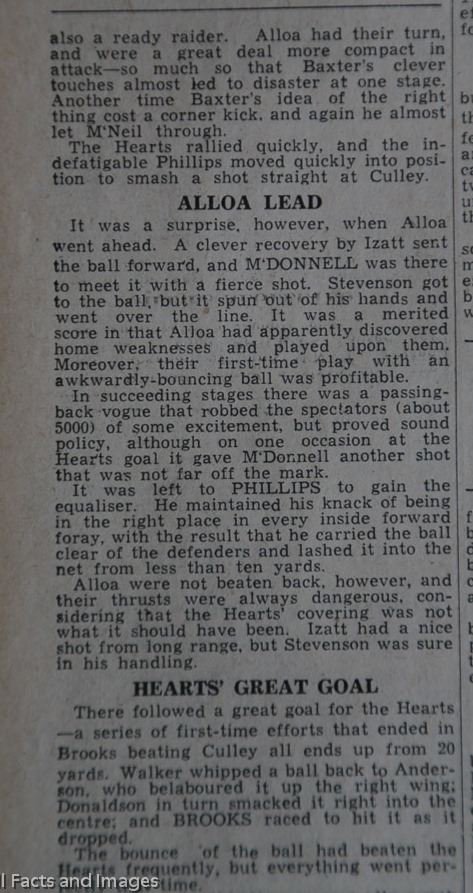 also a ready raider. Alloa had their turn,
and were a great deal more compact in
attack—so much so that Baxter's clever
touches almost led to disaster at one stage.
Another time Baxter's idea of the right
thing cost a corner kick, and again he almost
let M'Neil through.
The Hearts rallied quickly, and the in-
defatigable Phillips moved quickly into posi-
tion to smash a shot straight at Culley.
ALLOA LEAD
It was a surprise, however, when Alloa
went ahead. A clever recovery by Izatt sent
the ball forward, and M'DONNELL was there
to meet it with a fierce shot. Stevenson got
to the ball, but it spun out of his hands and
went over the line. It was a merited
score in that Alloa had apparently discovered
home weaknesses and played upon them.
Moreover, their first-time play with an
awkwardly-bouncing ball was profitable.
In succeeding stages there was a passing-
back vogue that robbed the spectators (about
5000) of some excitement, but proved sound
policy, although on one occasion at the
Hearts goal it gave M'Donnell another shot
that was not far off the mark.
It was left to PHILLIPS to gain the
equaliser. He maintained his knack of being
in the right place in every inside forward
foray, with the result that he carried the ball
clear of the defenders and lashed it into the
net from less than ten yards.
Alloa were not beaten back, however, and
their thrusts were always dangerous, con-
sidering that the Hearts' covering was not
what it should have been. Izatt had a nice
shot from long range, but Stevenson was sure
in his handling.
HEARTS' GREAT GOAL
There followed a great goal for the Hearts
—a series of first-time efforts that ended in
Brooks beating Culley all ends up from 20
yards. Walker whipped a ball back to Ander-
son, who belaboured it up the right wing;
Donaldson in turn smacked it right into the
centre; and BROOKS raced to hit it as it
dropped.
The bounce of the ball had beaten the
Hearts frequently, but everything went per-
time.
l Facts and Images